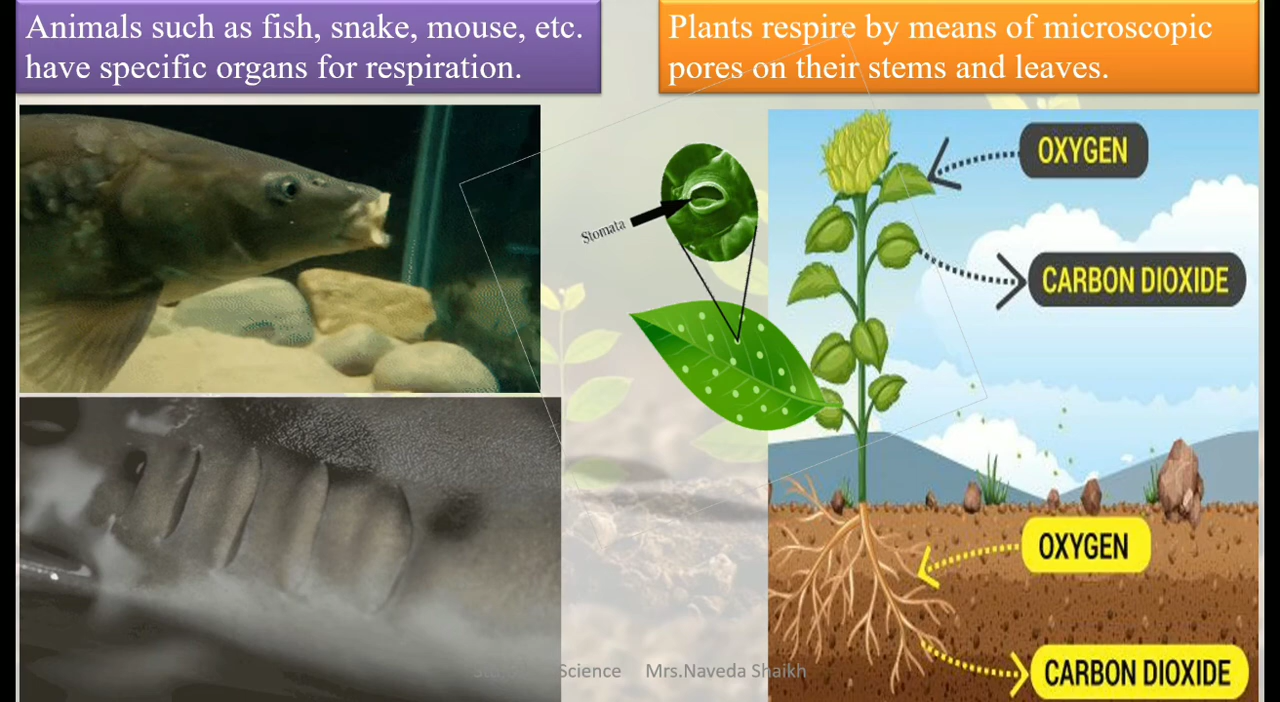 Animals such as fish, snake, mouse, etc.
have specific organs for respiration.
Plants respire by means of microscopic
pores on their stems and leaves.
Stomata
OXYGEN
CARBON DIOXIDE
OXYGEN
CARBON DIOXIDE
Science Mrs.Naveda Shaikh